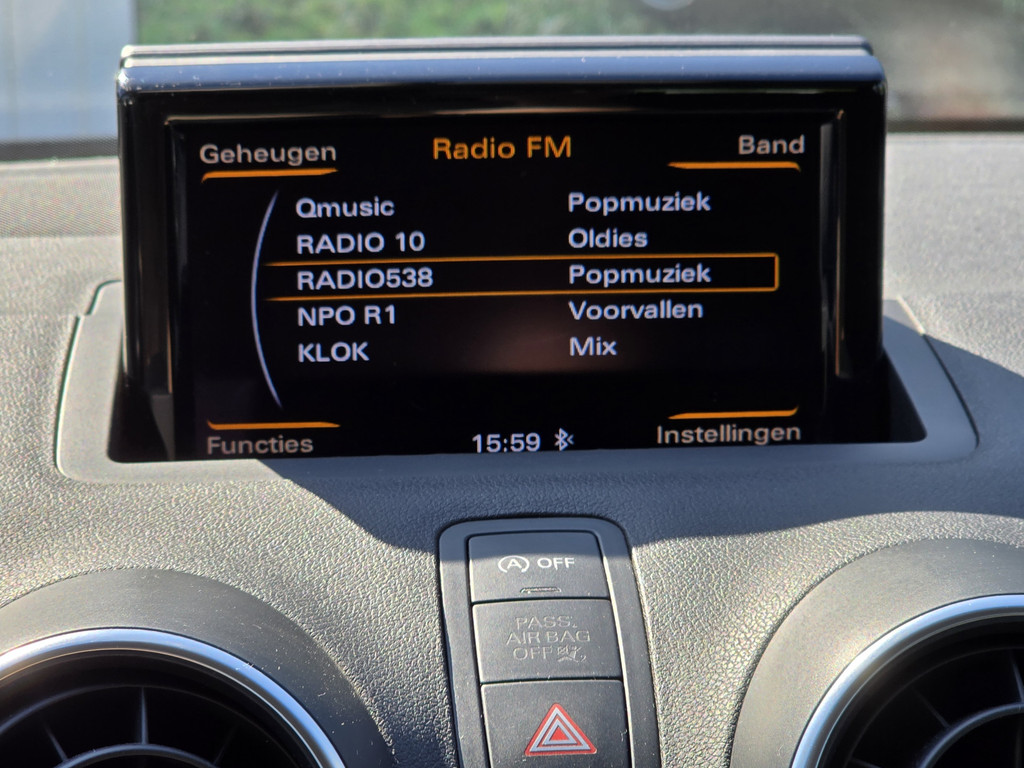 Geheugen Radio FM Band
Qmusic Popmuziek
RADIO 10 Oldies
RADIO538 Popmuziek
NPO R1 Voorvallen
KLOK Mix
Functies 15:59 Instellingen
A OFF
PASS.
AIR BAG
OFF